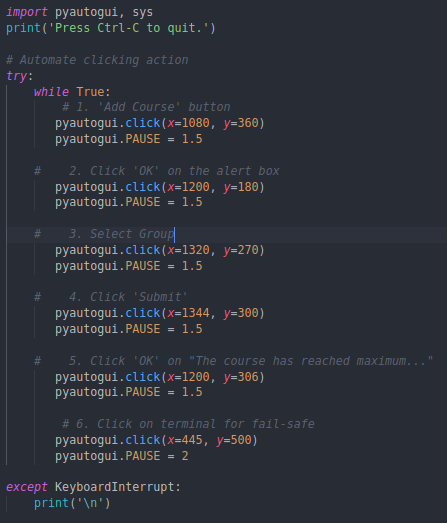 import pyautogui, sys
print('Press Ctrl-C to quit.')
# Automate clicking action
try:
    while True:
        # 1. 'Add Course' button
       pyautogui.click(x=1080, y=360)
       pyautogui.PAUSE = 1.5
    #    2. Click 'OK' on the alert box
       pyautogui.click(x=1200, y=180)
       pyautogui.PAUSE = 1.5
    #    3. Select Group
       pyautogui.click(x=1320, y=270)
       pyautogui.PAUSE = 1.5
    #    4. Click 'Submit'
       pyautogui.click(x=1344, y=300)
       pyautogui.PAUSE = 1.5
    #    5. Click 'OK' on "The course has reached maximum..."
       pyautogui.click(x=1200, y=306)
       pyautogui.PAUSE = 1.5
        # 6. Click on terminal for fail-safe
       pyautogui.click(x=445, y=500)
       pyautogui.PAUSE = 2
except KeyboardInterrupt:
    print('\n')